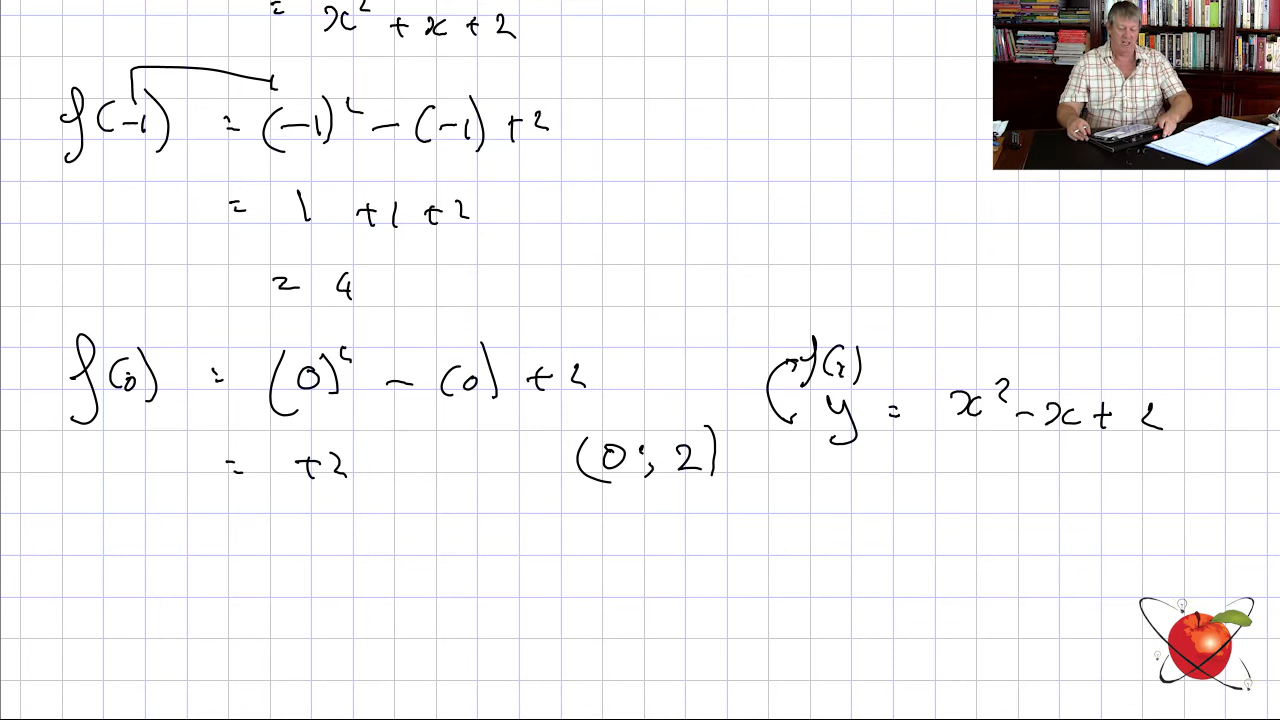 = x² + x + 2
f(-1) = (-1)² - (-1) + 2
= 1 + 1 + 2
= 4
f(0) = (0)² - (0) + 2
f(x)
y = x² - x + 2
= +2
(0 ; 2)